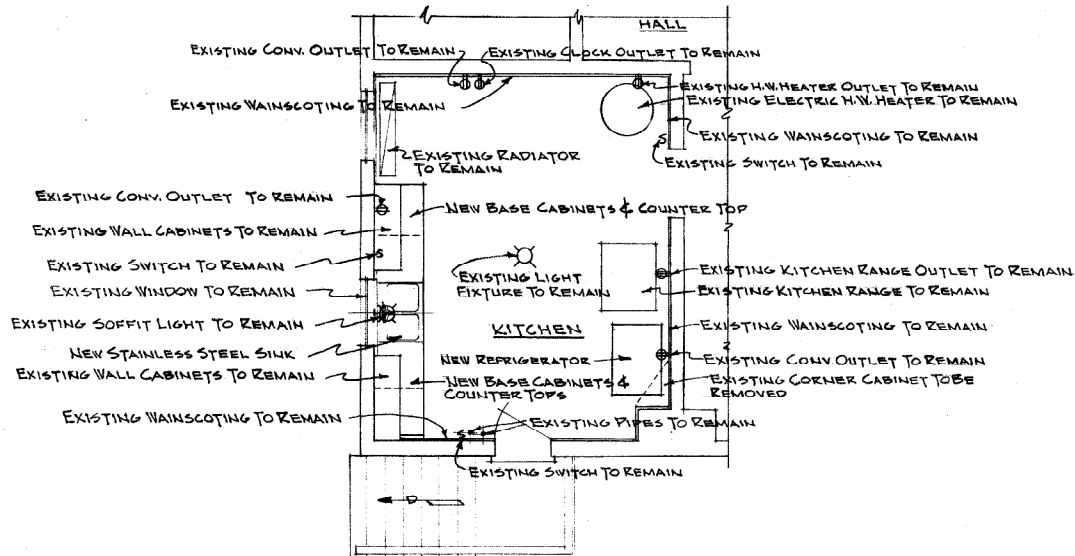 HALL
EXISTING CONV. OUTLET TO REMAIN
EXISTING CLOCK OUTLET TO REMAIN
EXISTING H.W. HEATER OUTLET TO REMAIN
EXISTING ELECTRIC H.W. HEATER TO REMAIN
EXISTING WAINSCOTING TO REMAIN
EXISTING WAINSCOTING TO REMAIN
S
EXISTING SWITCH TO REMAIN
EXISTING RADIATOR
TO REMAIN
EXISTING CONV. OUTLET TO REMAIN
NEW BASE CABINETS & COUNTER TOP
EXISTING WALL CABINETS TO REMAIN
S
EXISTING SWITCH TO REMAIN
EXISTING LIGHT
FIXTURE TO REMAIN
EXISTING KITCHEN RANGE OUTLET TO REMAIN
EXISTING KITCHEN RANGE TO REMAIN
EXISTING WINDOW TO REMAIN
EXISTING SOFFIT LIGHT TO REMAIN
KITCHEN
EXISTING WAINSCOTING TO REMAIN
NEW STAINLESS STEEL SINK
NEW REFRIGERATOR
EXISTING CONV. OUTLET TO REMAIN
EXISTING WALL CABINETS TO REMAIN
NEW BASE CABINETS &
COUNTER TOPS
EXISTING CORNER CABINET TO BE
REMOVED
EXISTING WAINSCOTING TO REMAIN
EXISTING PIPES TO REMAIN
S
EXISTING SWITCH TO REMAIN
D